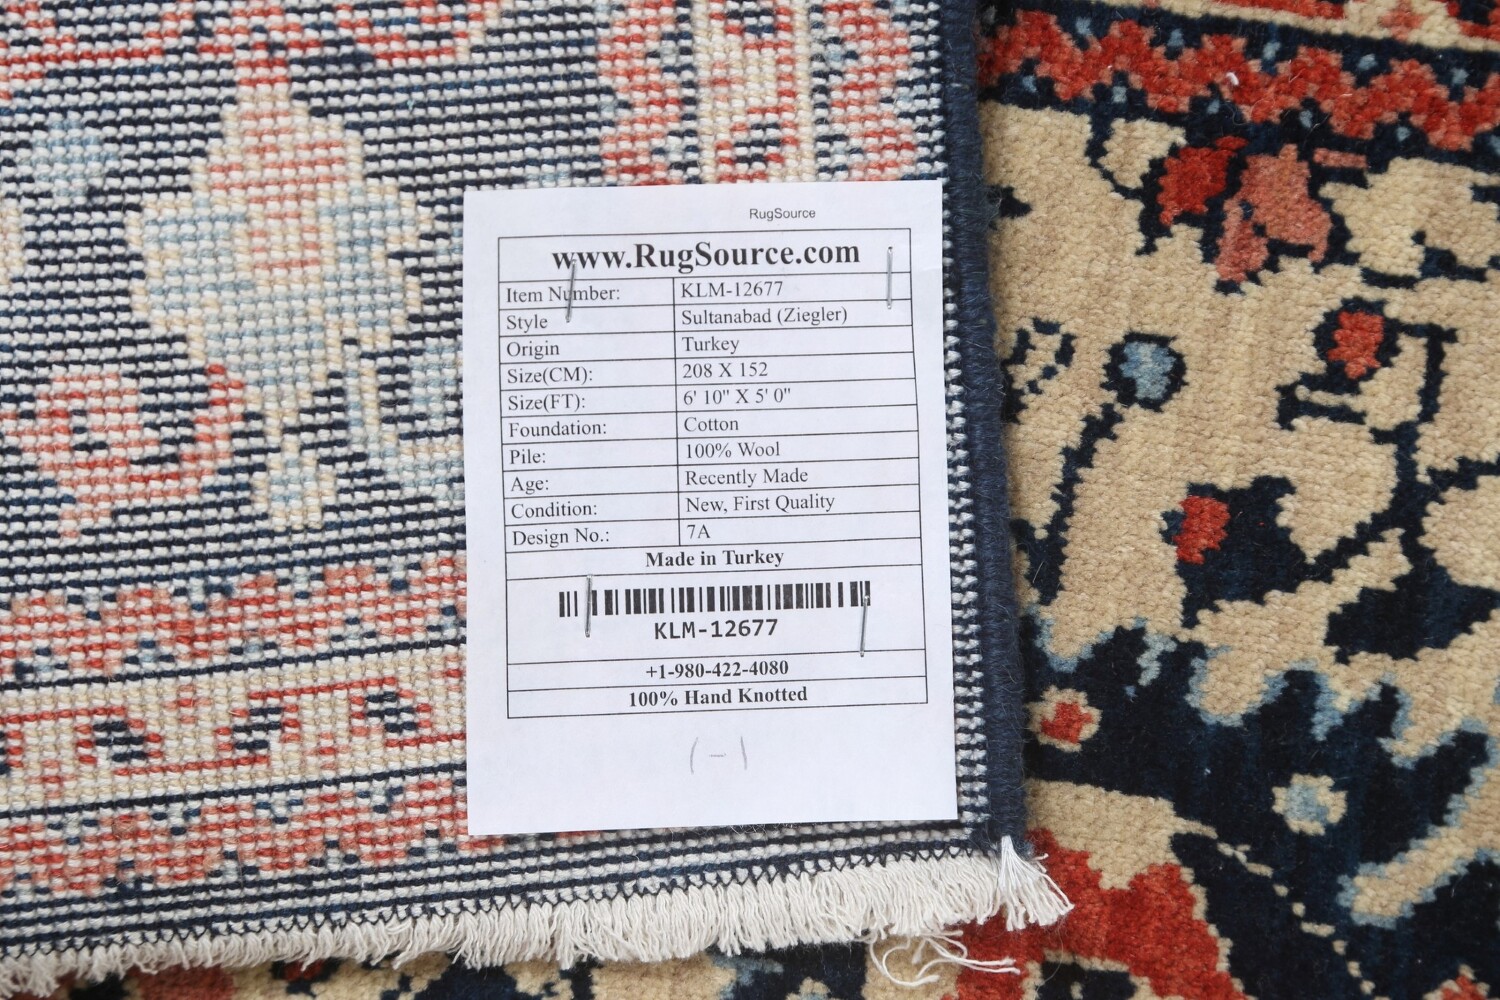 RugSource
www.RugSource.com
Item Number: KLM-12677
Style Sultanabad (Ziegler)
Origin Turkey
Size(CM): 208 X 152
Size(FT): 6' 10" X 5' 0"
Foundation: Cotton
Pile: 100% Wool
Age: Recently Made
Condition: New, First Quality
Design No.: 7A
Made in Turkey
KLM-12677
+1-980-422-4080
100% Hand Knotted
(-)